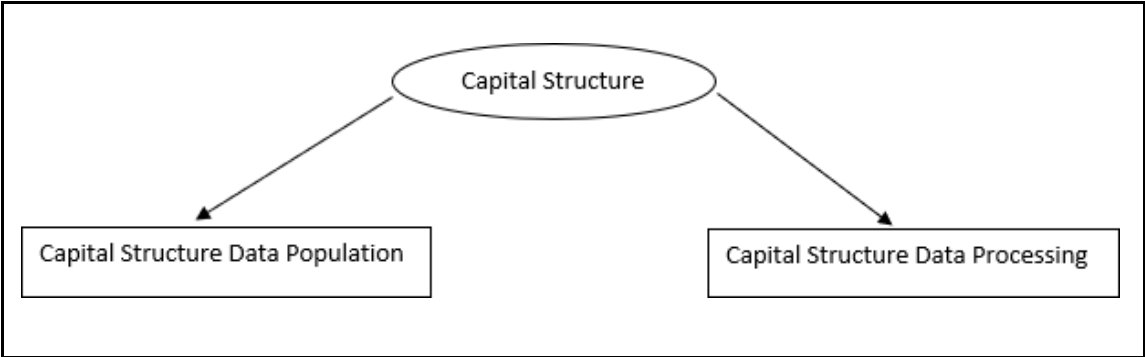 Capital Structure
Capital Structure Data Population
Capital Structure Data Processing